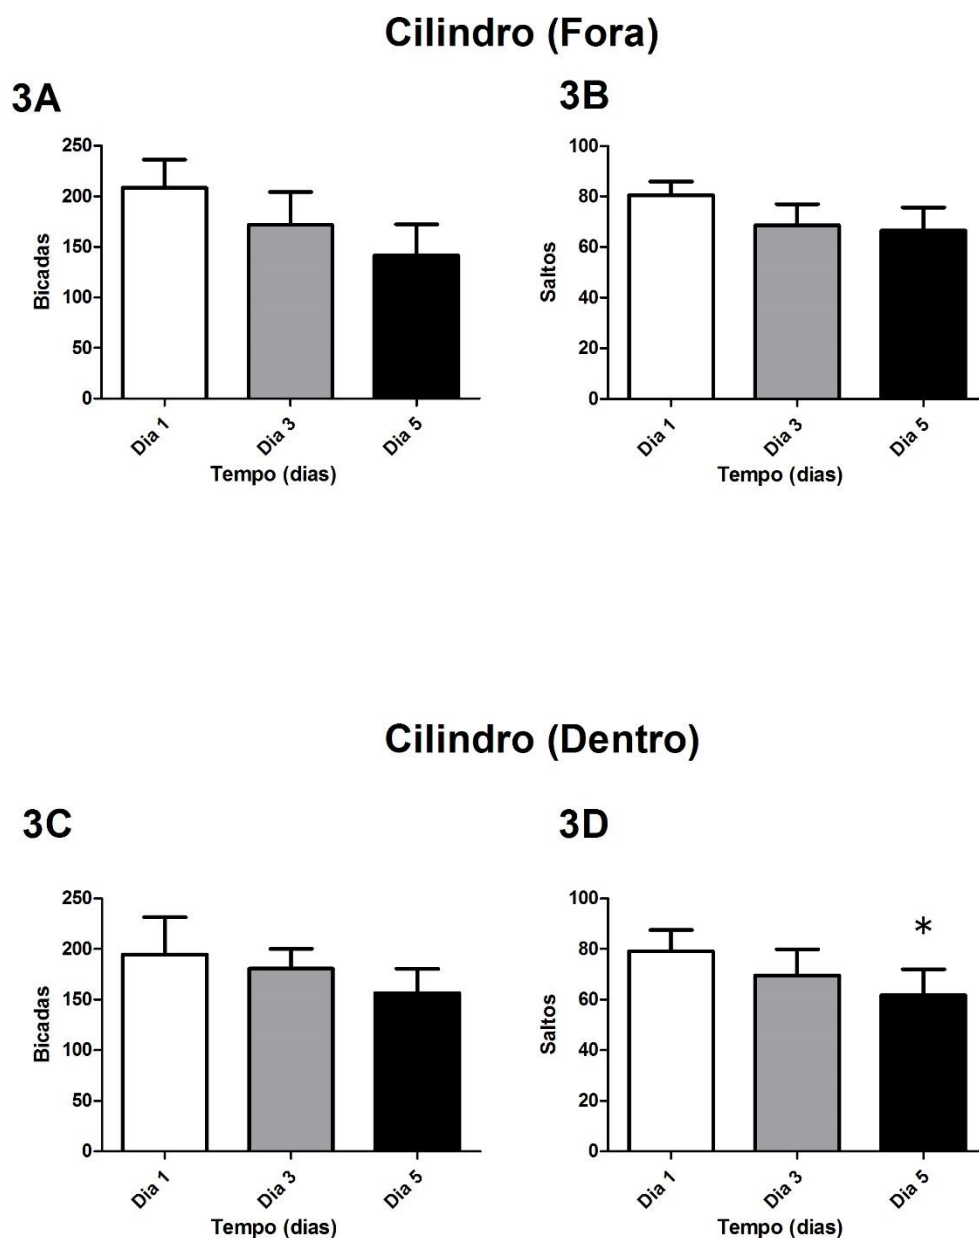 Cilindro (Fora)
3A
250
200
150
100
50
0
Bicadas
Dia 1
Dia 3
Dia 5
Tempo (dias)
3B
100
80
60
40
20
0
Saltos
Dia 1
Dia 3
Dia 5
Tempo (dias)
Cilindro (Dentro)
3C
250
200
150
100
50
0
Bicadas
Dia 1
Dia 3
Dia 5
Tempo (dias)
3D
100
80
60
40
20
0
Saltos
*
Dia 1
Dia 3
Dia 5
Tempo (dias)